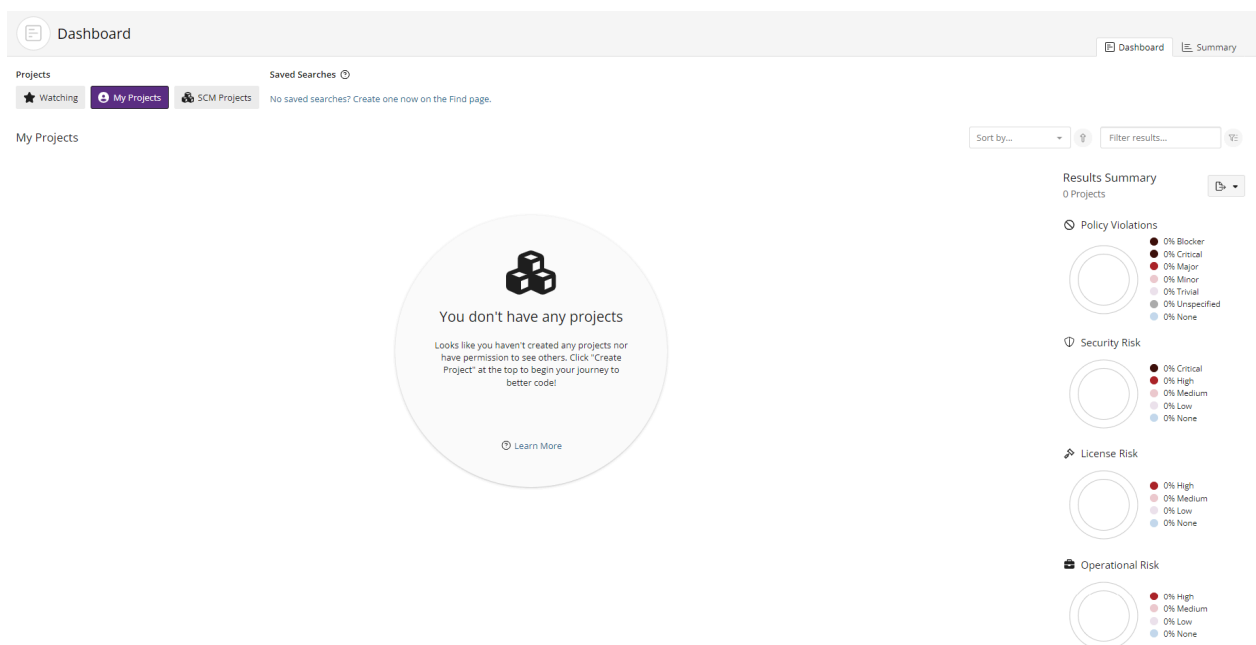 Dashboard
Dashboard
Summary
Projects
Saved Searches
Watching
My Projects
SCM Projects
No saved searches? Create one now on the Find page.
My Projects
Sort by...
Filter results...
Results Summary
0 Projects
Policy Violations
0% Blocker
0% Critical
0% Major
0% Minor
0% Trivial
0% Unspecified
0% None
You don't have any projects
Looks like you haven't created any projects nor
have permission to see others. Click "Create
Project" at the top to begin your journey to
better code!
Learn More
Security Risk
0% Critical
0% High
0% Medium
0% Low
0% None
License Risk
0% High
0% Medium
0% Low
0% None
Operational Risk
0% High
0% Medium
0% Low
0% None